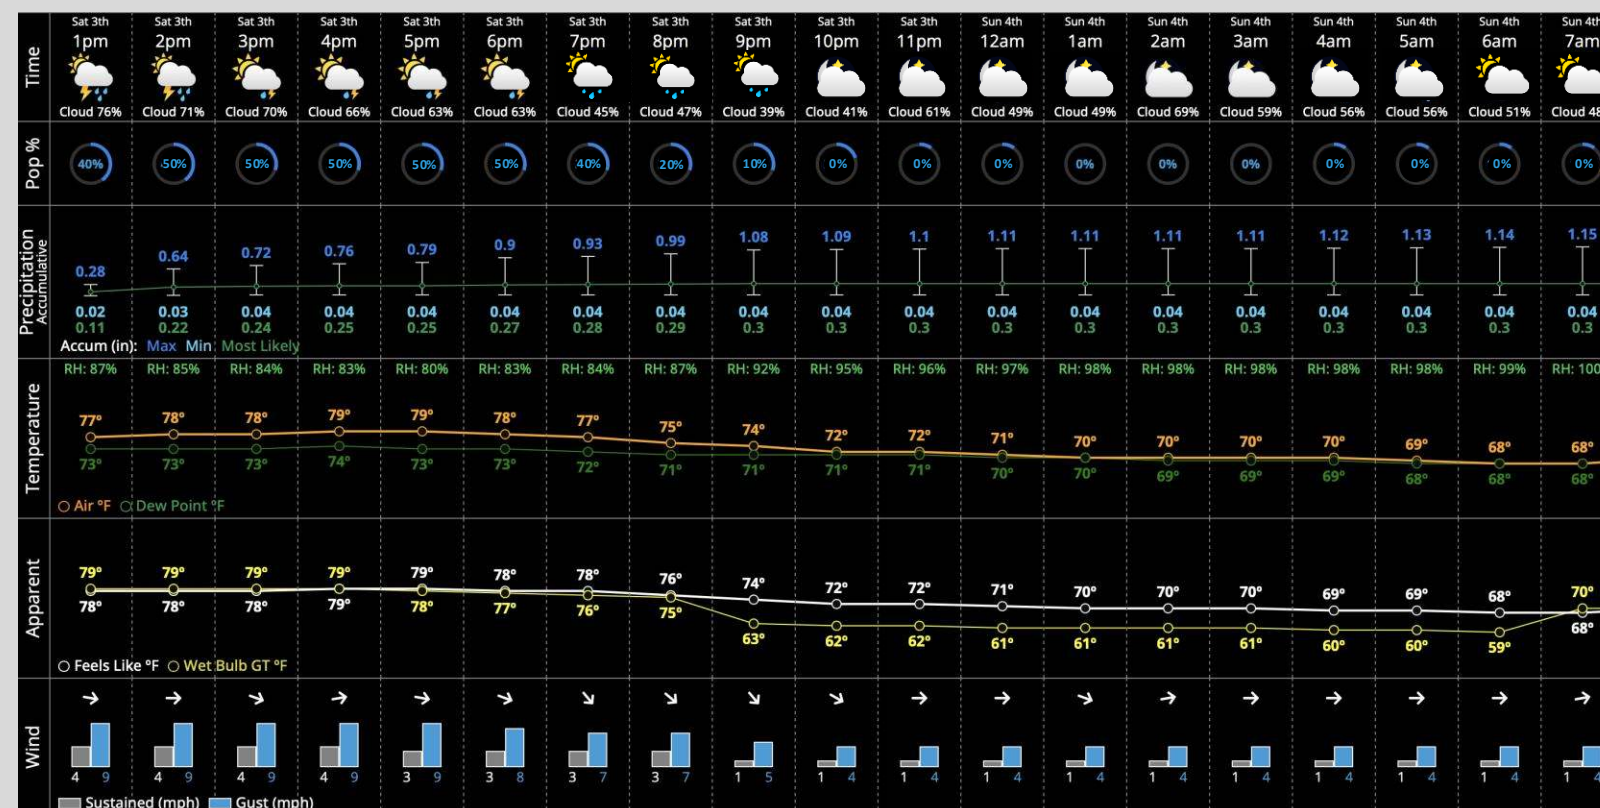 Time
Sat 3th Sat 3th Sat 3th Sat 3th Sat 3th Sat 3th Sat 3th Sat 3th Sat 3th Sat 3th Sat 3th Sun 4th Sun 4th Sun 4th Sun 4th Sun 4th Sun 4th Sun 4th Sun 4th
1pm 2pm 3pm 4pm 5pm 6pm 7pm 8pm 9pm 10pm 11pm 12am 1am 2am 3am 4am 5am 6am 7am
Cloud 76% Cloud 71% Cloud 70% Cloud 66% Cloud 63% Cloud 63% Cloud 45% Cloud 47% Cloud 39% Cloud 41% Cloud 61% Cloud 49% Cloud 49% Cloud 69% Cloud 59% Cloud 56% Cloud 56% Cloud 51% Cloud 48
Pop %
40% 50% 50% 50% 50% 50% 40% 20% 10% 0% 0% 0% 0% 0% 0% 0% 0% 0% 0%
Precipitation
Accumulative
0.28 0.64 0.72 0.76 0.79 0.9 0.93 0.99 1.08 1.09 1.1 1.11 1.11 1.11 1.11 1.12 1.13 1.14 1.15
0.02 0.03 0.04 0.04 0.04 0.04 0.04 0.04 0.04 0.04 0.04 0.04 0.04 0.04 0.04 0.04 0.04 0.04 0.04
0.11 0.22 0.24 0.25 0.25 0.27 0.28 0.29 0.3 0.3 0.3 0.3 0.3 0.3 0.3 0.3 0.3 0.3 0.3
Accum (in): Max Min Most Likely
Temperature
RH: 87% RH: 85% RH: 84% RH: 83% RH: 80% RH: 83% RH: 84% RH: 87% RH: 92% RH: 95% RH: 96% RH: 97% RH: 98% RH: 98% RH: 98% RH: 98% RH: 98% RH: 99% RH: 100
77° 78° 78° 79° 79° 78° 77° 75° 74° 72° 72° 71° 70° 70° 70° 70° 69° 68° 68°
73° 73° 73° 74° 73° 73° 72° 71° 71° 71° 71° 70° 70° 69° 69° 69° 68° 68° 68°
Air °F Dew Point °F
Apparent
79° 79° 79° 79° 79° 78° 78° 76° 74° 72° 72° 71° 70° 70° 70° 69° 69° 68° 70°
78° 78° 78° 79° 78° 77° 76° 75° 63° 62° 62° 61° 61° 61° 61° 60° 60° 59° 68°
Feels Like °F Wet Bulb GT °F
Wind
4 9 4 9 4 9 4 9 3 9 3 8 3 7 3 7 1 5 1 4 1 4 1 4 1 4 1 4 1 4 1 4 1 4 1 4 1 4
Sustained (mph) Gust (mph)